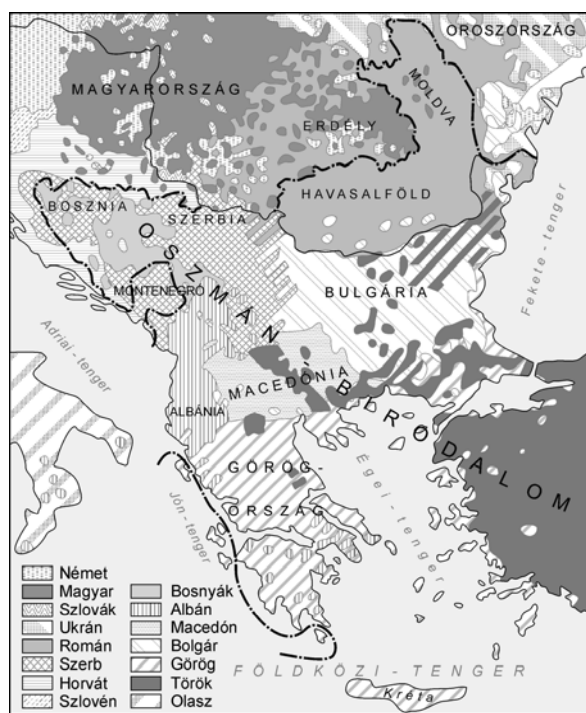 OROSZORSZÁG
MAGYARORSZÁG
MOLDVA
ERDÉLY
HAVASALFÖLD
BOSZNIA
SZERBIA
OSZMÁN BIRODALOM
MONTENEGRÓ
BULGÁRIA
Fekete-tenger
Adriai-tenger
MACEDÓNIA
ALBÁNIA
GÖRÖG-
ORSZÁG
Jón-tenger
Égei-tenger
Német
Magyar
Szlovák
Ukrán
Román
Szerb
Horvát
Szlovén
Bosnyák
Albán
Macedón
Bolgár
Görög
Török
Olasz
FÖLDKÖZI-TENGER
Kréta